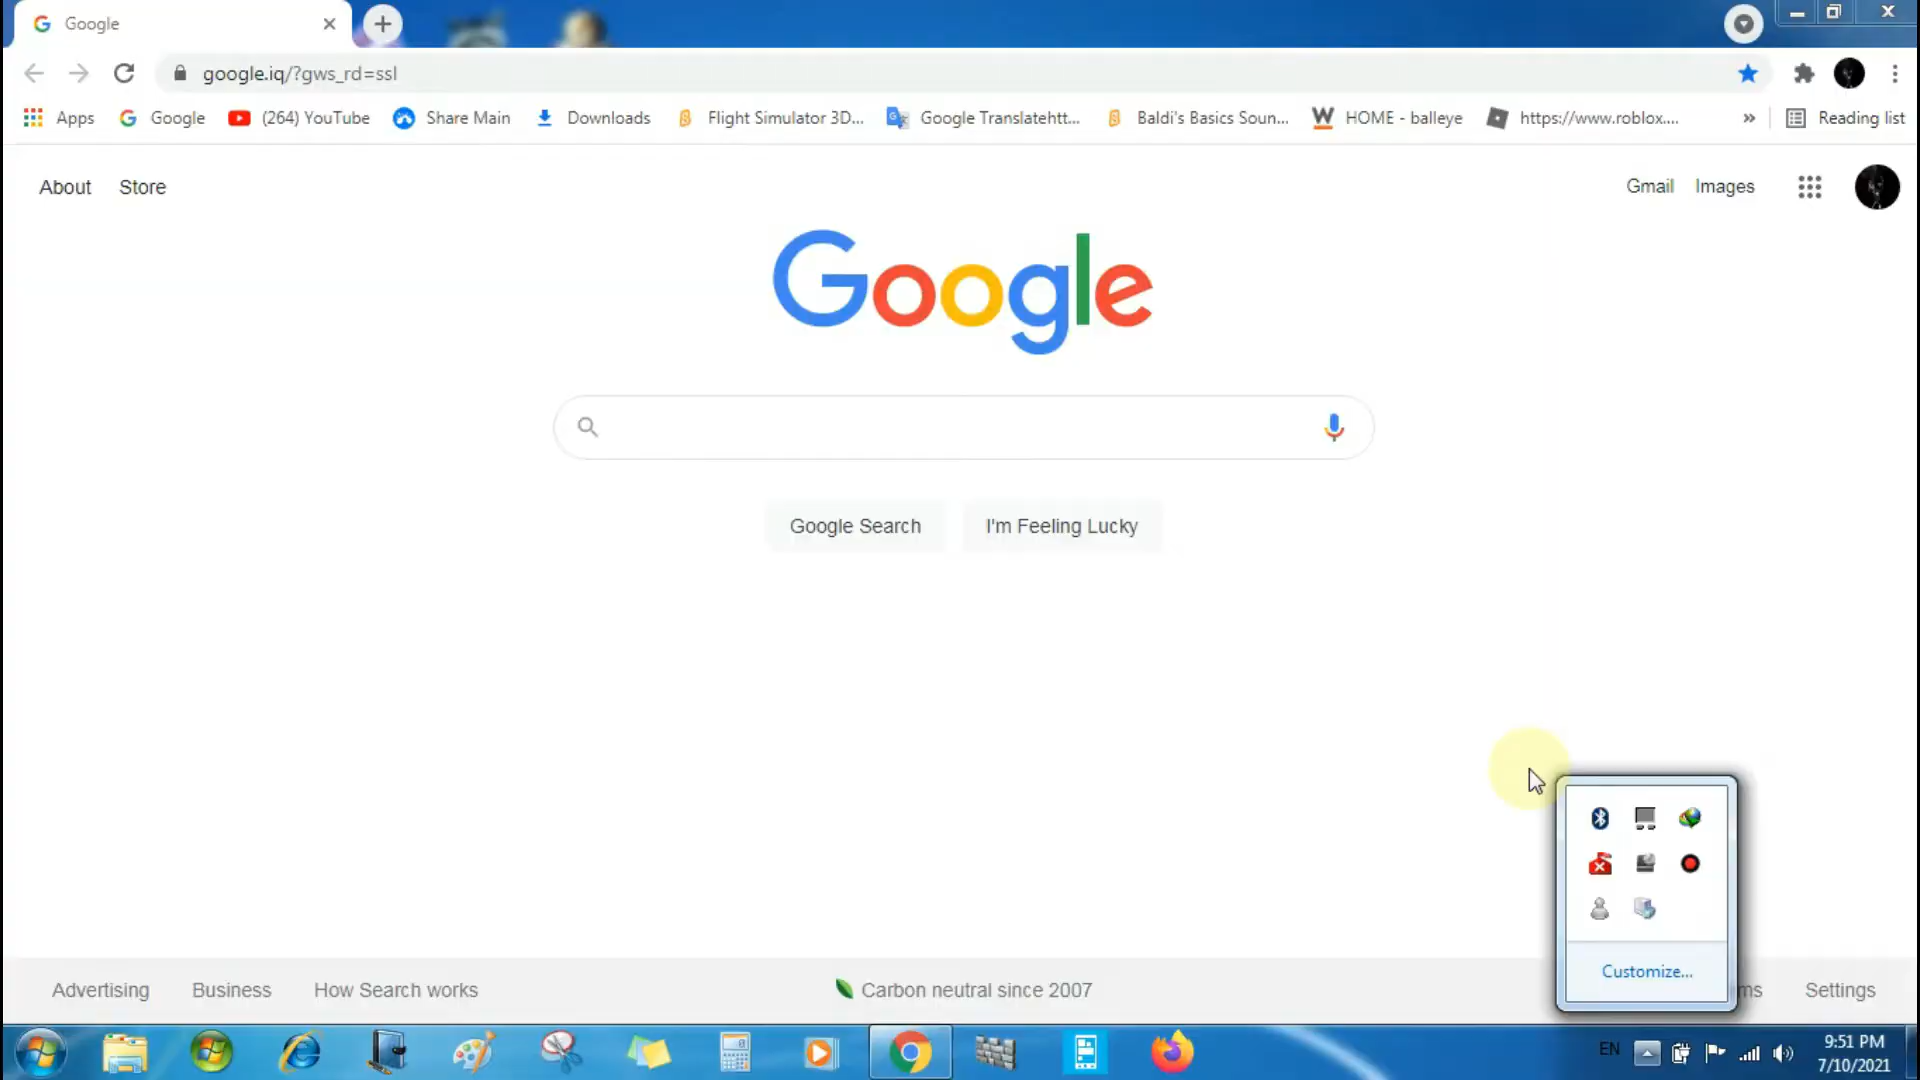 Google
google.iq/?gws_rd=ssl
Apps Google (264) YouTube Share Main Downloads Flight Simulator 3D... Google Translatehtt... Baldi's Basics Soun... HOME - balleye https://www.roblox.... » Reading list
About Store Gmail Images
Google
Google Search I'm Feeling Lucky
Customize...
Advertising Business How Search works Carbon neutral since 2007 ms Settings
EN 9:51 PM
7/10/2021